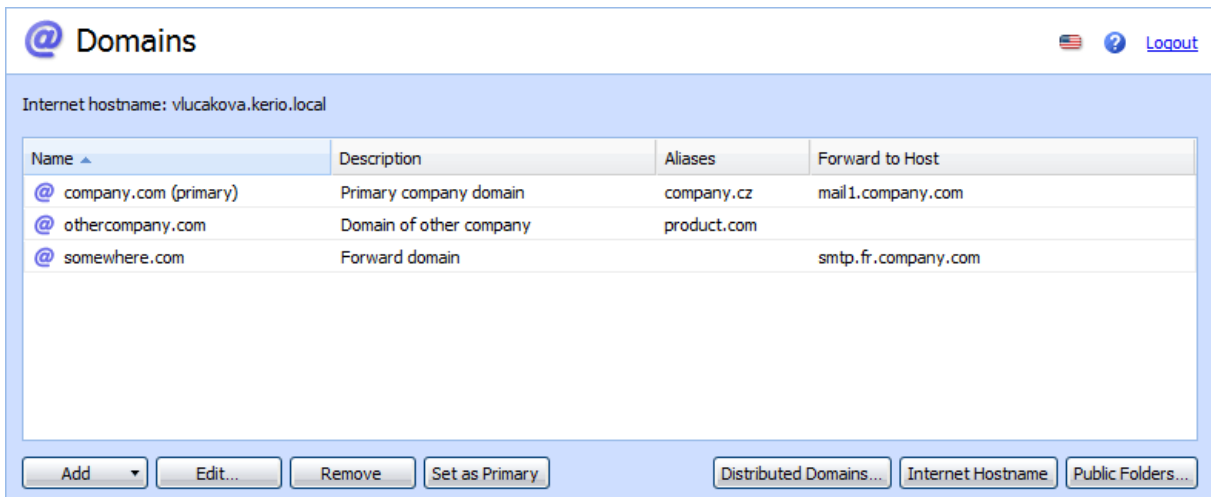 @ Domains
? Logout
Internet hostname: vlucakova.kerio.local
Name Description Aliases Forward to Host
@ company.com (primary) Primary company domain company.cz mail1.company.com
@ othercompany.com Domain of other company product.com
@ somewhere.com Forward domain smtp.fr.company.com
Add Edit... Remove Set as Primary Distributed Domains... Internet Hostname Public Folders...